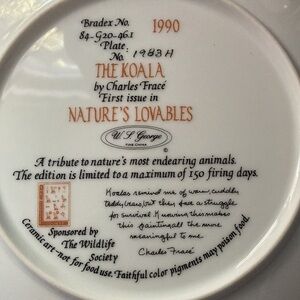 Bradex No. 1990
84-G20-46.1
Plate
No. 1983H
THE KOALA
by Charles Fracé
First issue in
NATURE'S LOVABLES
W. S. George
FINE CHINA
©
A tribute to nature's most endearing animals.
The edition is limited to a maximum of 150 firing days.
Koalas remind me of warm, cuddly
teddy bears, but they face a struggle
for survival. Knowing this makes
this painting all the more
meaningful to me.
Charles Fracé
Sponsored by
The Wildlife
Society
Ceramic art not for food use. Faithful color pigments may poison food.